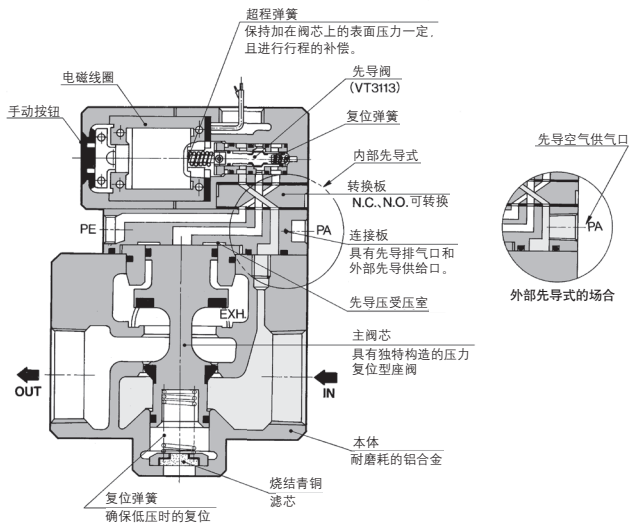 超程弹簧
保持加在阀芯上的表面压力一定,
且进行行程的补偿。
电磁线圈
先导阀
(VT3113)
手动按钮
复位弹簧
先导空气供气口
内部先导式
转换板
N.C.、N.O.可转换
PE
PA
PA
连接板
具有先导排气口和
外部先导供给口。
外部先导式的场合
先导压受压室
EXH.
主阀芯
具有独特构造的压力
复位型座阀
OUT
IN
本体
耐磨耗的铝合金
烧结青铜
滤芯
复位弹簧
确保低压时的复位